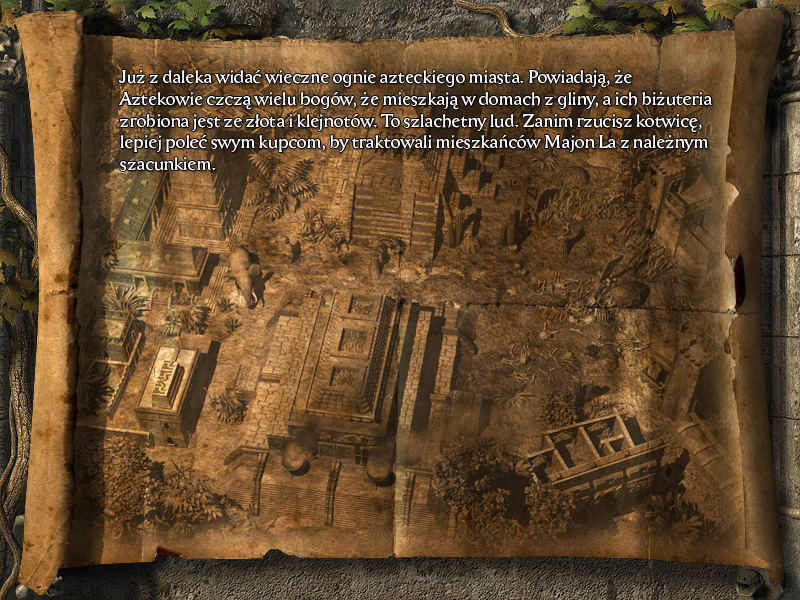 Już z daleka widać wieczne ognie azteckiego miasta. Powiadają, że
Aztekowie czczą wielu bogów, że mieszkają w domach z gliny, a ich biżuteria
zrobiona jest ze złota i klejnotów. To szlachetny lud. Zanim rzucisz kotwicę,
lepiej poleć swym kupcom, by traktowali mieszkańców Majon La z należnym
szacunkiem.